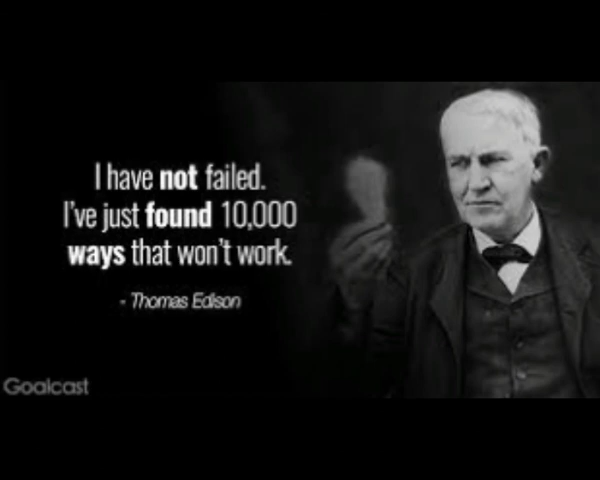 I have not failed.
I've just found 10,000
ways that won't work.
- Thomas Edison
Goalcast